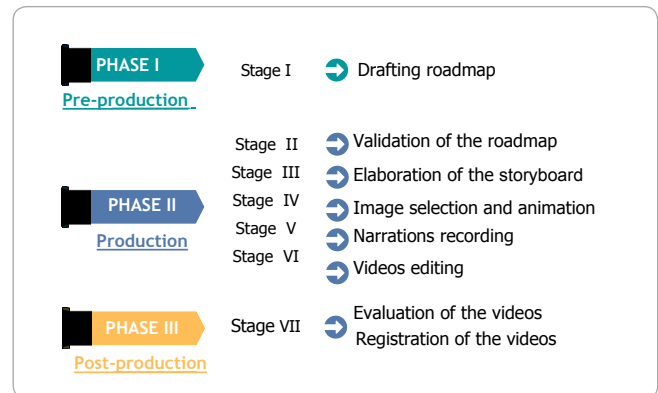 PHASE I
Pre-production
Stage I
Drafting roadmap
PHASE II
Production
Stage II
Validation of the roadmap
Stage III
Elaboration of the storyboard
Stage IV
Image selection and animation
Stage V
Narrations recording
Stage VI
Videos editing
PHASE III
Post-production
Stage VII
Evaluation of the videos
Registration of the videos